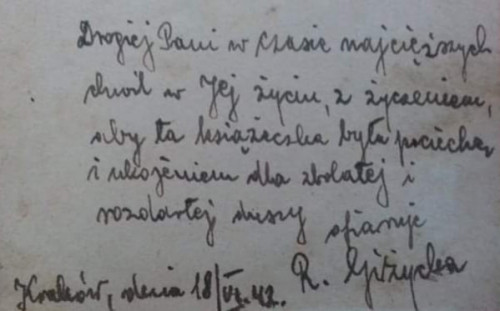 Drogiej Pani w czasie najcięższych
chwil w Jej życiu, z życzeniem,
aby ta książeczka była pociechą
i ukojeniem dla zbolałej i
rozdartej duszy ofiaruje
R. Giżycka
Kraków, dnia 18/VI.42.